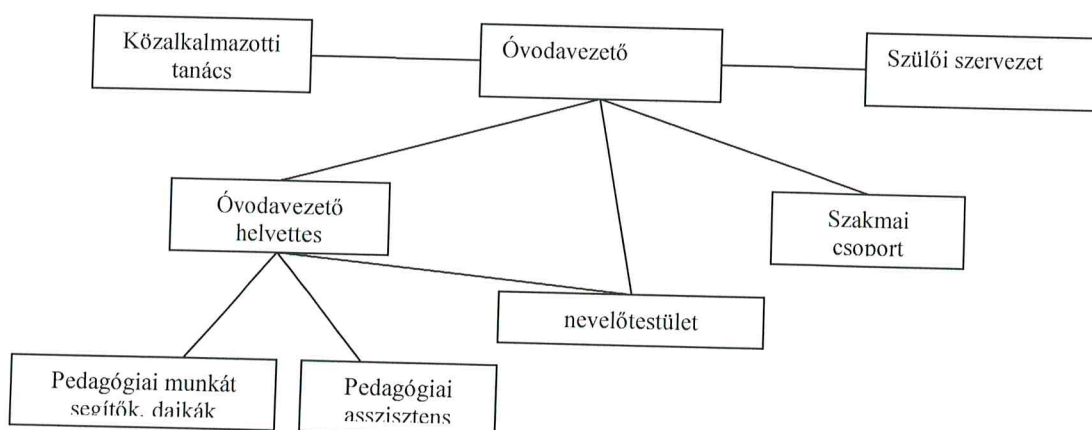 Közalkalmazotti
tanács
Óvodavezető
Szülői szervezet
Óvodavezető
helyettes
Szakmai
csoport
nevelőtestület
Pedagógiai munkát
segítők, dajkák
Pedagógiai
asszisztens